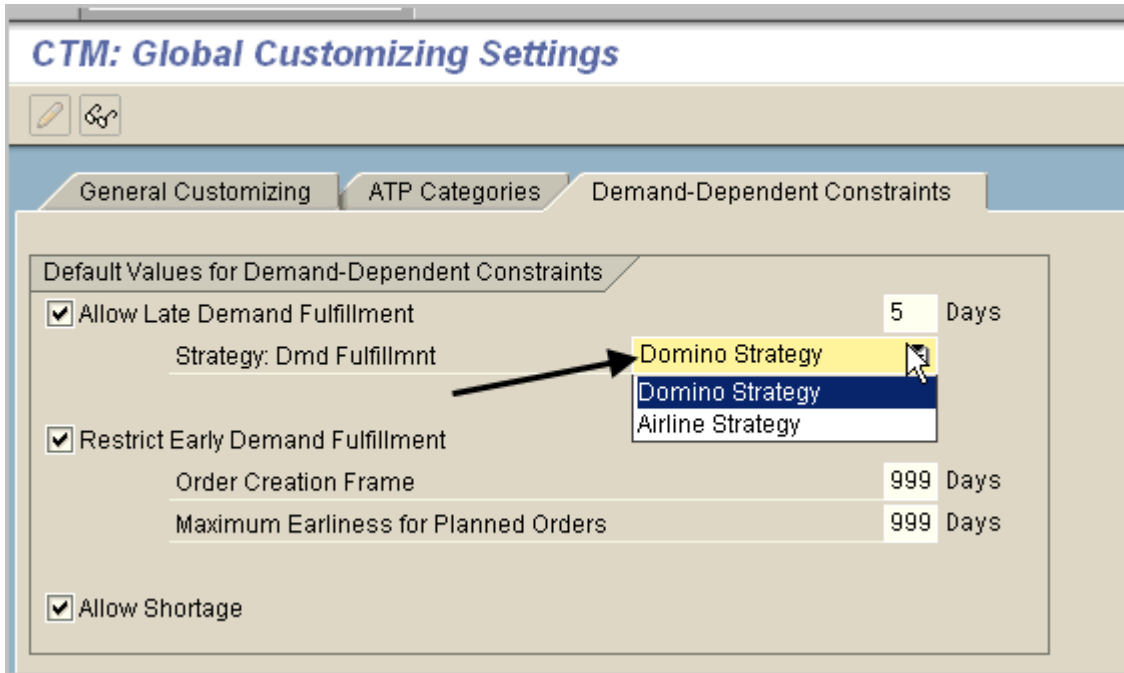 CTM: Global Customizing Settings
General Customizing ATP Categories Demand-Dependent Constraints
Default Values for Demand-Dependent Constraints
Allow Late Demand Fulfillment 5 Days
Strategy: Dmd Fulfillmnt Domino Strategy
Domino Strategy
Airline Strategy
Restrict Early Demand Fulfillment
Order Creation Frame 999 Days
Maximum Earliness for Planned Orders 999 Days
Allow Shortage